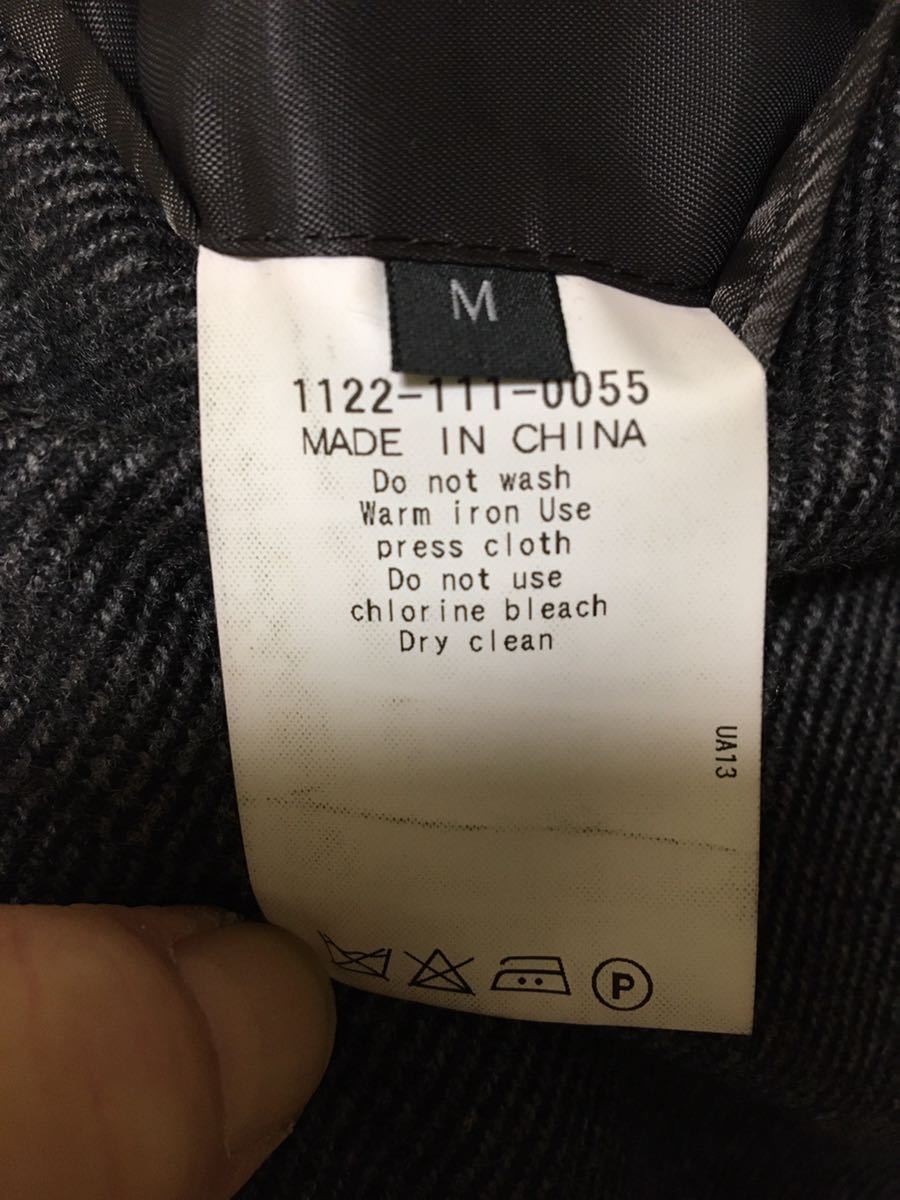 M
1122-111-0055
MADE IN CHINA
Do not wash
Warm iron Use
press cloth
Do not use
chlorine bleach
Dry clean
UA13
P